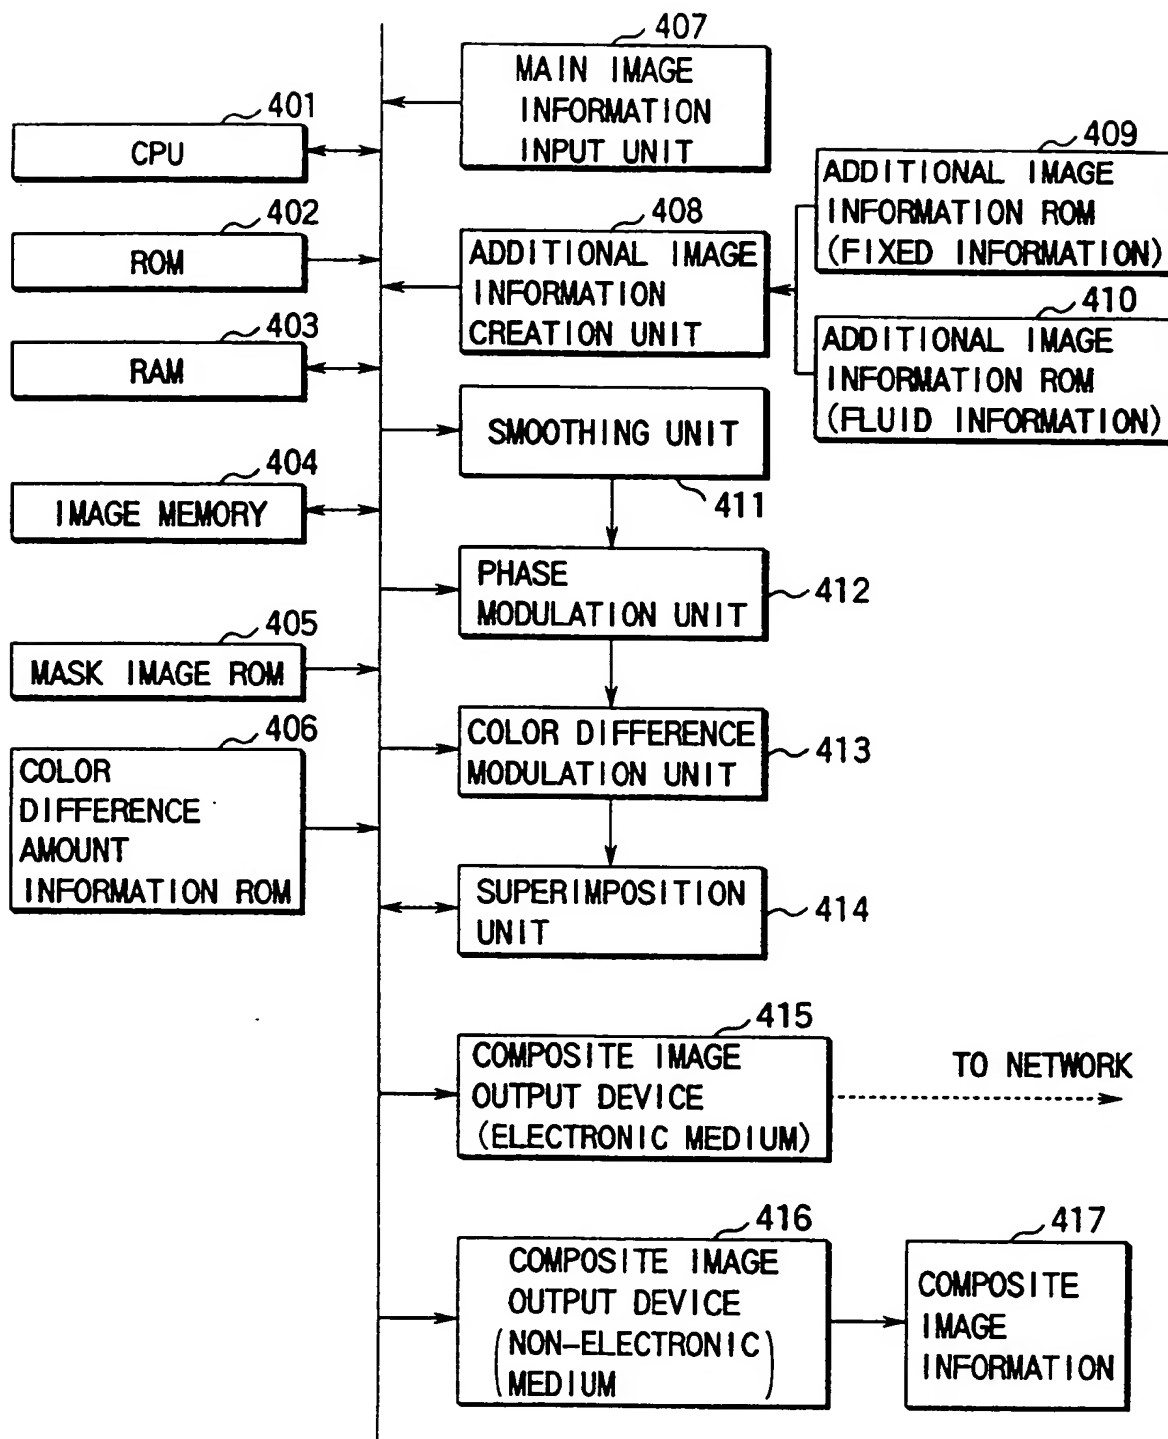 401
CPU
402
ROM
403
RAM
404
IMAGE MEMORY
405
MASK IMAGE ROM
406
COLOR
DIFFERENCE
AMOUNT
INFORMATION ROM
407
MAIN IMAGE
INFORMATION
INPUT UNIT
408
ADDITIONAL IMAGE
INFORMATION
CREATION UNIT
409
ADDITIONAL IMAGE
INFORMATION ROM
(FIXED INFORMATION)
410
ADDITIONAL IMAGE
INFORMATION ROM
(FLUID INFORMATION)
SMOOTHING UNIT
411
PHASE
MODULATION UNIT
412
COLOR DIFFERENCE
MODULATION UNIT
413
SUPERIMPOSITION
UNIT
414
415
COMPOSITE IMAGE
OUTPUT DEVICE
(ELECTRONIC MEDIUM)
TO NETWORK
416
COMPOSITE IMAGE
OUTPUT DEVICE
(NON-ELECTRONIC
MEDIUM)
417
COMPOSITE
IMAGE
INFORMATION